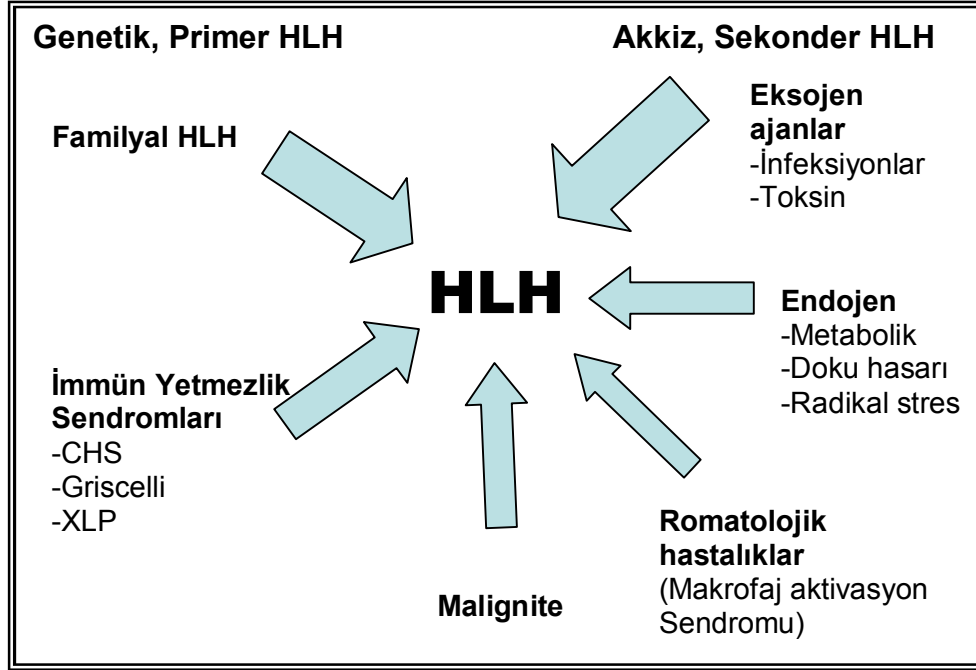 Genetik, Primer HLH
Akkiz, Sekonder HLH
Familyal HLH
Eksojen
ajanlar
-İnfeksiyonlar
-Toksin
HLH
Endojen
-Metabolik
-Doku hasarı
-Radikal stres
İmmün Yetmezlik
Sendromları
-CHS
-Griscelli
-XLP
Malignite
Romatolojik
hastalıklar
(Makrofaj aktivasyon
Sendromu)